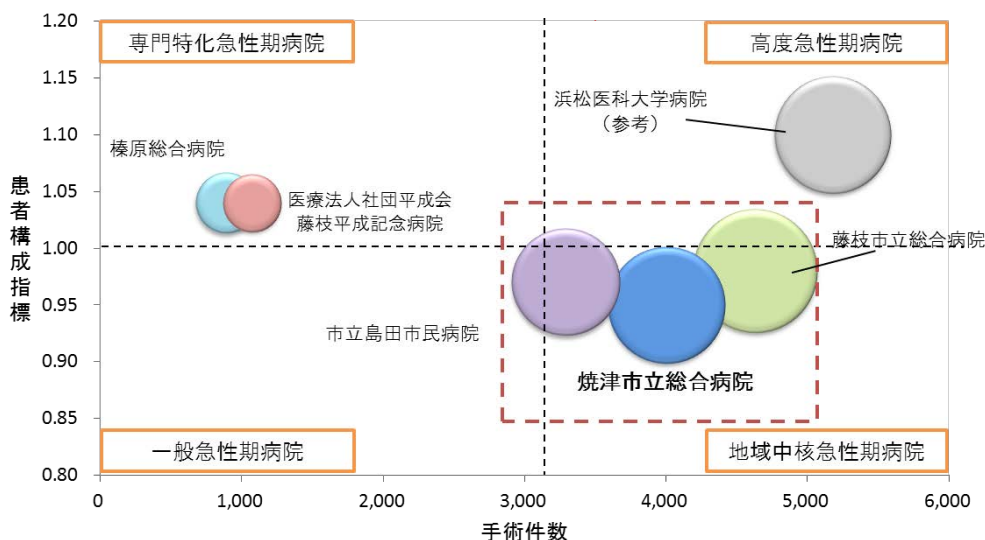 専門特化急性期病院
高度急性期病院
浜松医科大学病院
（参考）
榛原総合病院
医療法人社団平成会
藤枝平成記念病院
藤枝市立総合病院
市立島田市民病院
焼津市立総合病院
一般急性期病院
地域中核急性期病院
患者構成指標
1.20
1.15
1.10
1.05
1.00
0.95
0.90
0.85
0.80
0
1,000
2,000
3,000
4,000
5,000
6,000
手術件数